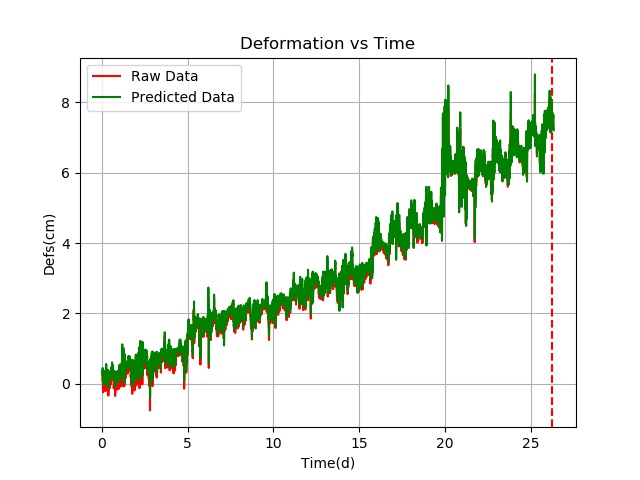 Deformation vs Time
Raw Data
Predicted Data
Defs(cm)
8
6
4
2
0
0 5 10 15 20 25
Time(d)